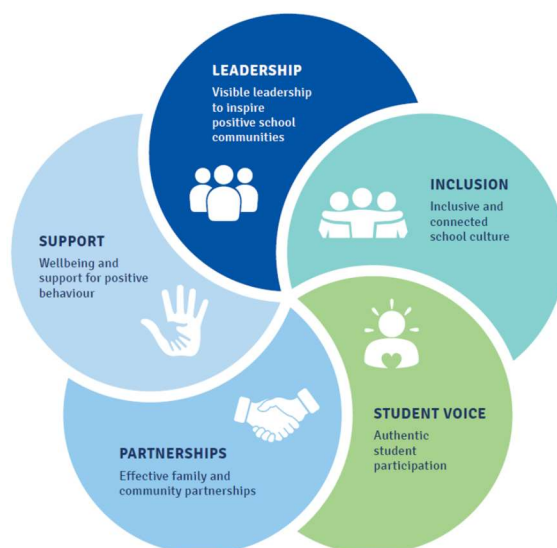 LEADERSHIP
Visible leadership
to inspire
positive school
communities
INCLUSION
Inclusive and
connected
school culture
STUDENT VOICE
Authentic
student
participation
PARTNERSHIPS
Effective family and
community partnerships
SUPPORT
Wellbeing and
support for positive
behaviour